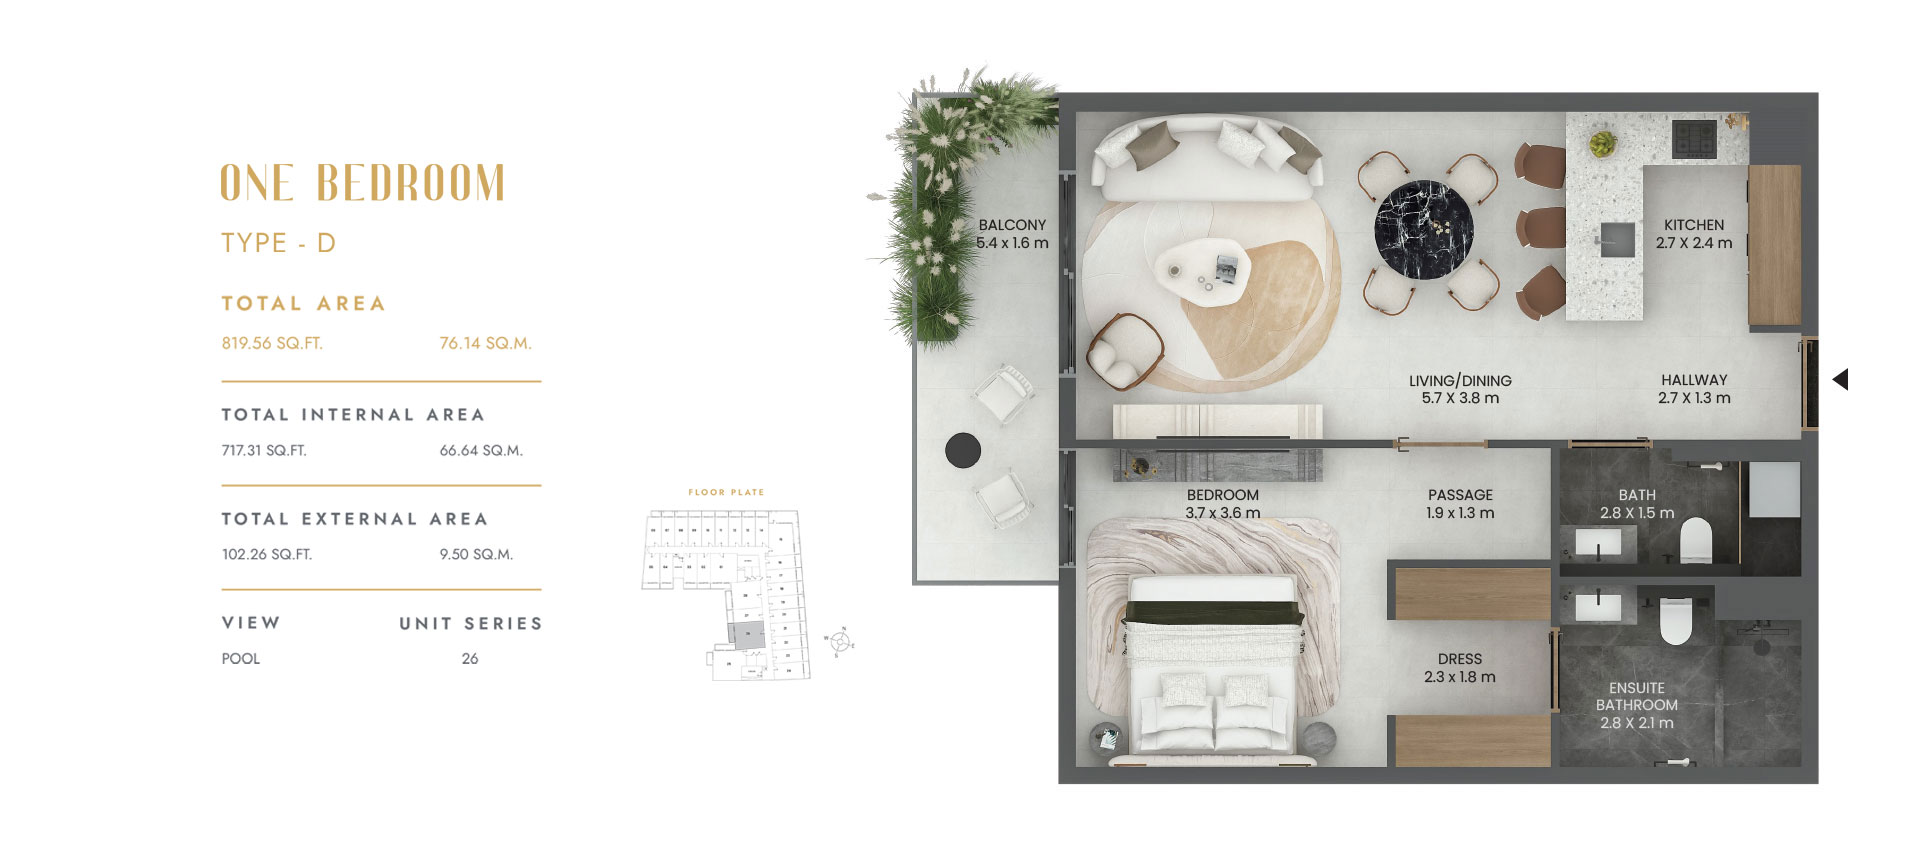 ONE BEDROOM
TYPE - D
TOTAL AREA
819.56 SQ.FT. 76.14 SQ.M.
TOTAL INTERNAL AREA
717.31 SQ.FT. 66.64 SQ.M.
TOTAL EXTERNAL AREA
102.26 SQ.FT. 9.50 SQ.M.
VIEW UNIT SERIES
POOL 26
FLOOR PLATE
N
W E
S
BALCONY
5.4 x 1.6 m
KITCHEN
2.7 X 2.4 m
LIVING/DINING
5.7 X 3.8 m
HALLWAY
2.7 X 1.3 m
BEDROOM
3.7 x 3.6 m
PASSAGE
1.9 x 1.3 m
BATH
2.8 X 1.5 m
DRESS
2.3 x 1.8 m
ENSUITE
BATHROOM
2.8 X 2.1 m